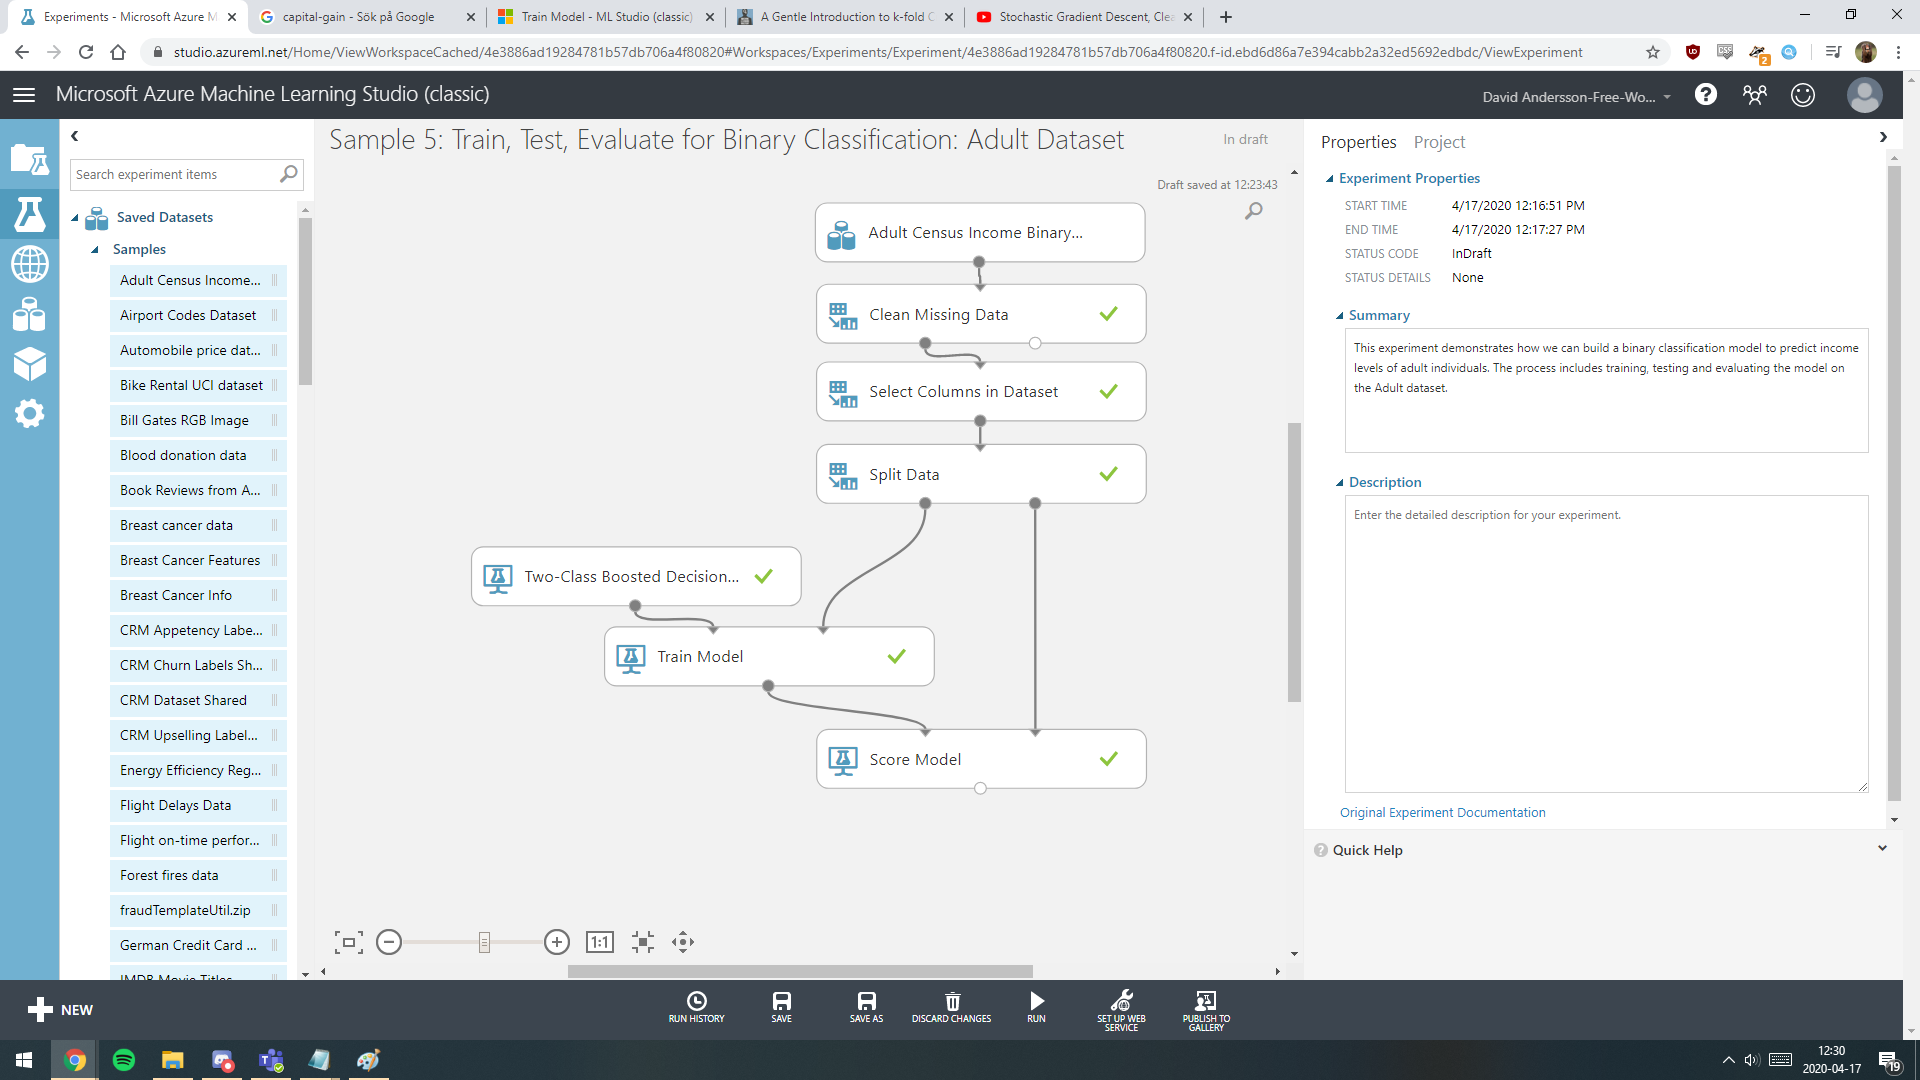 Experiments - Microsoft Azure M
capital-gain - Sök på Google
Train Model - ML Studio (classic)
A Gentle Introduction to k-fold C
Stochastic Gradient Descent, Clea
studio.azureml.net/Home/ViewWorkspaceCached/4e3886ad19284781b57db706a4f80820#Workspaces/Experiments/Experiment/4e3886ad19284781b57db706a4f80820.f-id.ebd6d86a7e394cabb2a32ed5692edbdc/ViewExperiment
2
Microsoft Azure Machine Learning Studio (classic)
David Andersson-Free-Wo...
Search experiment items
Saved Datasets
Samples
Adult Census Income...
Airport Codes Dataset
Automobile price dat...
Bike Rental UCI dataset
Bill Gates RGB Image
Blood donation data
Book Reviews from A...
Breast cancer data
Breast Cancer Features
Breast Cancer Info
CRM Appetency Labe...
CRM Churn Labels Sh...
CRM Dataset Shared
CRM Upselling Label...
Energy Efficiency Reg...
Flight Delays Data
Flight on-time perfor...
Forest fires data
fraudTemplateUtil.zip
German Credit Card ...
IMDB Movie Titles
Sample 5: Train, Test, Evaluate for Binary Classification: Adult Dataset
In draft
Draft saved at 12:23:43
Adult Census Income Binary...
Clean Missing Data
Select Columns in Dataset
Split Data
Two-Class Boosted Decision...
Train Model
Score Model
1:1
Properties
Project
Experiment Properties
START TIME 4/17/2020 12:16:51 PM
END TIME 4/17/2020 12:17:27 PM
STATUS CODE InDraft
STATUS DETAILS None
Summary
This experiment demonstrates how we can build a binary classification model to predict income
levels of adult individuals. The process includes training, testing and evaluating the model on
the Adult dataset.
Description
Enter the detailed description for your experiment.
Original Experiment Documentation
Quick Help
NEW
RUN HISTORY
SAVE
SAVE AS
DISCARD CHANGES
RUN
SET UP WEB
SERVICE
PUBLISH TO
GALLERY
12:30
2020-04-17
19